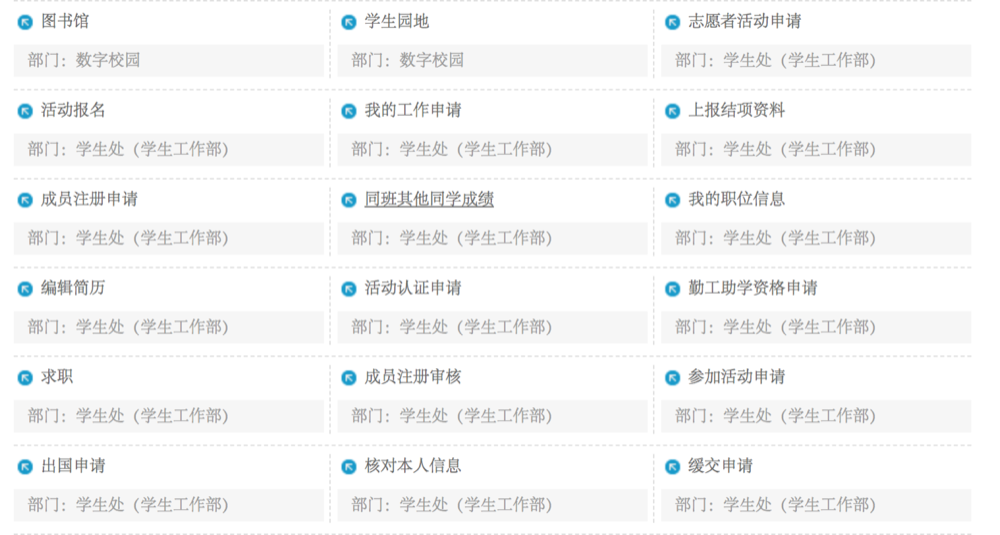 图书馆
学生园地
志愿者活动申请
部门：数字校园
部门：数字校园
部门：学生处（学生工作部）
活动报名
我的工作申请
上报结项资料
部门：学生处（学生工作部）
部门：学生处（学生工作部）
部门：学生处（学生工作部）
成员注册申请
同班其他同学成绩
我的职位信息
部门：学生处（学生工作部）
部门：学生处（学生工作部）
部门：学生处（学生工作部）
编辑简历
活动认证申请
勤工助学资格申请
部门：学生处（学生工作部）
部门：学生处（学生工作部）
部门：学生处（学生工作部）
求职
成员注册审核
参加活动申请
部门：学生处（学生工作部）
部门：学生处（学生工作部）
部门：学生处（学生工作部）
出国申请
核对本人信息
缓交申请
部门：学生处（学生工作部）
部门：学生处（学生工作部）
部门：学生处（学生工作部）